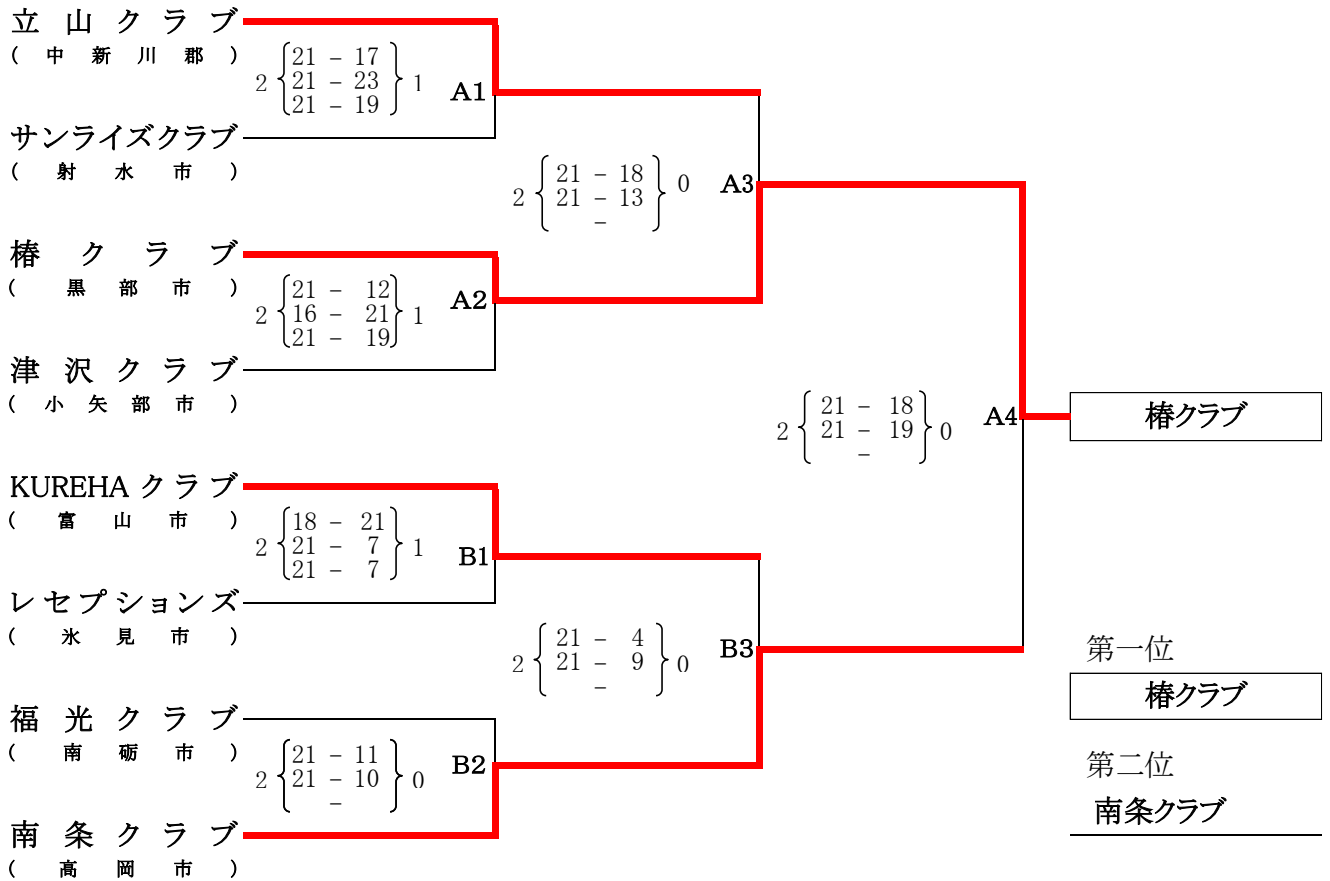 立山クラブ
(中新川郡)
2 21 - 17 1
21 - 23
21 - 19
A1
サンライズクラブ
(射水市)
2 21 - 18 0
21 - 13
-
A3
椿クラブ
(黒部市)
2 21 - 12 1
16 - 21
21 - 19
A2
津沢クラブ
(小矢部市)
2 21 - 18 0
21 - 19
-
A4
椿クラブ
KUREHAクラブ
(富山市)
2 18 - 21 1
21 - 7
21 - 7
B1
レセプションズ
(氷見市)
2 21 - 4 0
21 - 9
-
B3
第一位
椿クラブ
福光クラブ
(南砺市)
2 21 - 11 0
21 - 10
-
B2
第二位
南条クラブ
南条クラブ
(高岡市)